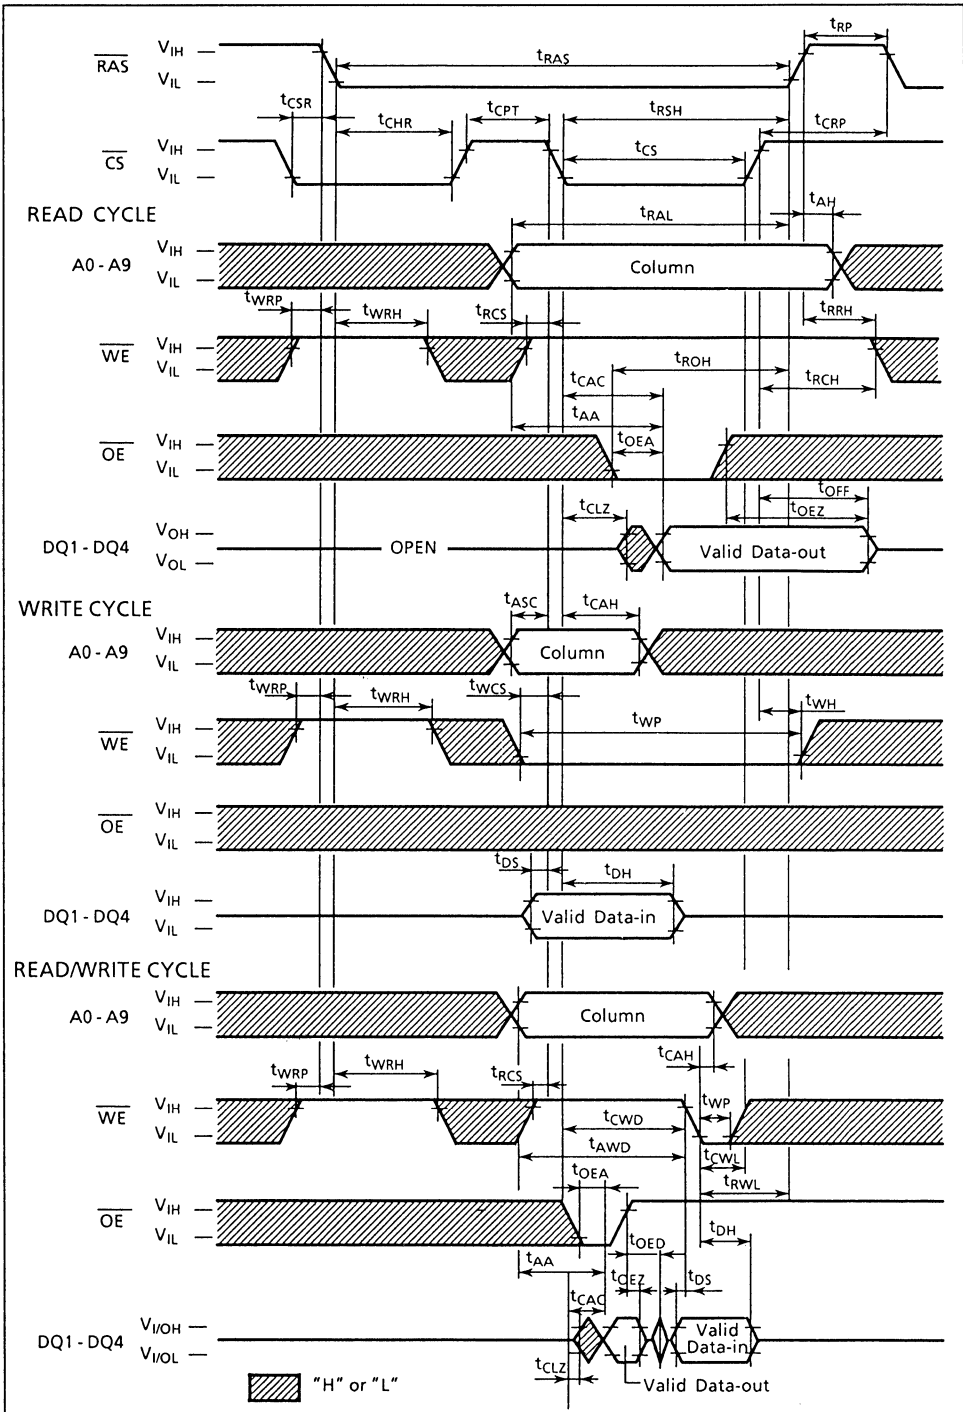 tRP
RAS VIH VIL
tRAS
tCSR tCHR tCPT tRSH tCRP
CS VIH VIL
tCS
READ CYCLE
tRAL tAH
A0 - A9 VIH VIL Column
tWRP tWRH tRCS tRRH
WE VIH VIL
tROH tRCH
tCAC
tAA
OE VIH VIL
tOEA
tOFF
tCLZ tOEZ
DQ1 - DQ4 VOH VOL OPEN Valid Data-out
WRITE CYCLE
tASC tCAH
A0 - A9 VIH VIL Column
tWRP tWRH tWCS tWH
WE VIH VIL
tWP
OE VIH VIL
tDS tDH
DQ1 - DQ4 VIH VIL Valid Data-in
READ/WRITE CYCLE
A0 - A9 VIH VIL Column
tCAH
tWRP tWRH tRCS tWP
WE VIH VIL
tCWD
tAWD tCWL
tOEA tRWL
OE VIH VIL
tDH
tOED
tAA tOEZ tDS
tCAC
DQ1 - DQ4 VI/OH VI/OL Valid Data-in
tCLZ
"H" or "L" Valid Data-out